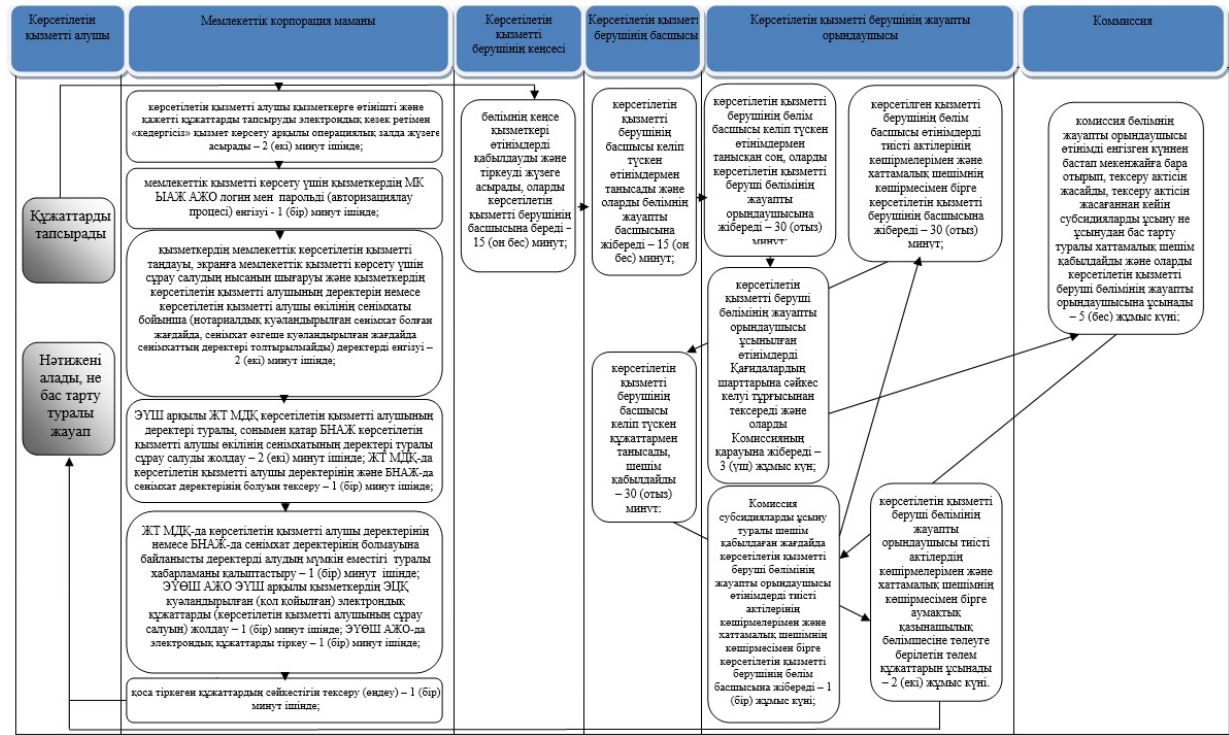 Көрсетілетін
қызметті алушы
Мемлекеттік корпорация маманы
Көрсетілетін
қызметті
берушінің кеңсесі
Көрсетілетін қызметті
берушінің басшысы
Көрсетілетін қызметті берушінің жауапты
орындаушысы
Коммиссия
Құжаттарды
тапсырады
Нәтижені
алады, не
бас тарту
туралы
жауап
көрсетілетін қызметті алушы қызметкерге өтінішті және
қажетті құжаттарды тапсыруды электрондық кезек ретімен
«кедергісіз» қызмет көрсету арқылы операциялық залда жүзеге
асырады – 2 (екі) минут ішінде;
мемлекеттік қызметті көрсету үшін қызметкердің МК
ЫАЖ АЖО логин мен парольді (авторизациялау
процесі) енгізуі - 1 (бір) минут ішінде;
қызметкердің мемлекеттік көрсетілетін қызметті
таңдауы, экранға мемлекеттік қызметті көрсету үшін
сұрау салудың нысанын шығаруы және қызметкердің
көрсетілетін қызметті алушының деректерін немесе
көрсетілетін қызметті алушы өкілінің сенімхаты
бойынша (нотариалдық куәландырылған сенімхат болған
жағдайда, сенімхат өзгеше куәландырылған жағдайда
сенімхаттың деректері толтырылмайды) деректерді енгізуі –
2 (екі) минут ішінде;
ЭҮШ арқылы ЖТ МДҚ көрсетілетін қызметті алушының
деректері туралы, сонымен қатар БНАЖ көрсетілетін
қызметті алушы өкілінің сенімхатының деректері туралы
сұрау салуды жолдау – 2 (екі) минут ішінде; ЖТ МДҚ-да
көрсетілетін қызметті алушы деректерінің және БНАЖ-да
сенімхат деректерінің болуын тексеру – 1 (бір) минут ішінде;
ЖТ МДҚ-да көрсетілетін қызметті алушы деректерінің
немесе БНАЖ-да сенімхат деректерінің болмауына
байланысты деректерді алудың мүмкін еместігі туралы
хабарламаны қалыптастыру – 1 (бір) минут ішінде;
ЭҮӨШ АЖО ЭҮШ арқылы қызметкердің ЭЦҚ
куәландырылған (қол қойылған) электрондық
құжаттарды (көрсетілетін қызметті алушының сұрау
салуын) жолдау – 1 (бір) минут ішінде; ЭҮӨШ АЖО-да
электрондық құжаттарды тіркеу – 1 (бір) минут ішінде;
қоса тіркеген құжаттардың сәйкестігін тексеру (өңдеу) – 1 (бір)
минут ішінде;
бөлімнің кеңсе
қызметкері
өтінімдерді
қабылдауды және
тіркеуді жүзеге
асырады, оларды
көрсетілетін
қызметті берушінің
басшысына береді -
15 (он бес) минут;
көрсетілетін
қызметті
берушінің
басшысы келіп
түскен
өтінімдермен
танысады және
оларды бөлімнің
жауапты
басшысына
жібереді – 15 (он
бес) минут;
көрсетілетін
қызметті
берушінің
басшысы
келіп түскен
құжаттармен
танысады,
шешім
қабылдайды
– 30 (отыз)
минут;
көрсетілетін қызметті
берушінің бөлім
басшысы келіп түскен
өтінімдермен
танысқан соң, оларды
көрсетілетін қызметті
беруші бөлімінің
жауапты
орындаушысына
жібереді – 30 (отыз)
минут;
көрсетілетін
қызметті беруші
бөлімінің жауапты
орындаушысы
ұсынылған
өтінімдерді
Қағидалардың
шарттарына сәйкес
келуі тұрғысынан
тексереді және
оларды
Комиссияның
қарауына жібереді –
3 (үш) жұмыс күн;
Комиссия
субсидияларды ұсыну
туралы шешім
қабылдаған жағдайда
көрсетілетін қызметті
беруші бөлімінің
жауапты орындаушысы
өтінімдерді тиісті
актілерінің
көшірмелерімен және
хаттамалық шешімнің
көшірмесімен бірге
көрсетілетін қызметті
берушінің бөлім
басшысына жібереді – 1
(бір) жұмыс күні;
көрсетілген қызметті
берушінің бөлім
басшысы өтінімдерді
тиісті актілерінің
көшірмелерімен және
хаттамалық шешімнің
көшірмесімен бірге
көрсетілетін қызметті
берушінің басшысына
жібереді – 30 (отыз)
минут;
көрсетілетін қызметті
беруші бөлімінің
жауапты
орындаушысы тиісті
актілердің
көшірмелерімен және
хаттамалық шешімнің
көшірмесімен бірге
аумақтық
қазынашылық
бөлімшесіне төлеуге
берілетін төлем
құжаттарын ұсынады
– 2 (екі) жұмыс күні.
комиссия бөлімнің
жауапты орындаушысы
өтінімді енгізген күннен
бастап мекенжайға бара
отырып, тексеру актісін
жасайды, тексеру актісін
жасағаннан кейін
субсидияларды ұсыну не
ұсынудан бас тарту
туралы хаттамалық шешім
қабылдайды және оларды
көрсетілетін қызметті
беруші бөлімінің жауапты
орындаушысына ұсынады
– 5 (бес) жұмыс күні;